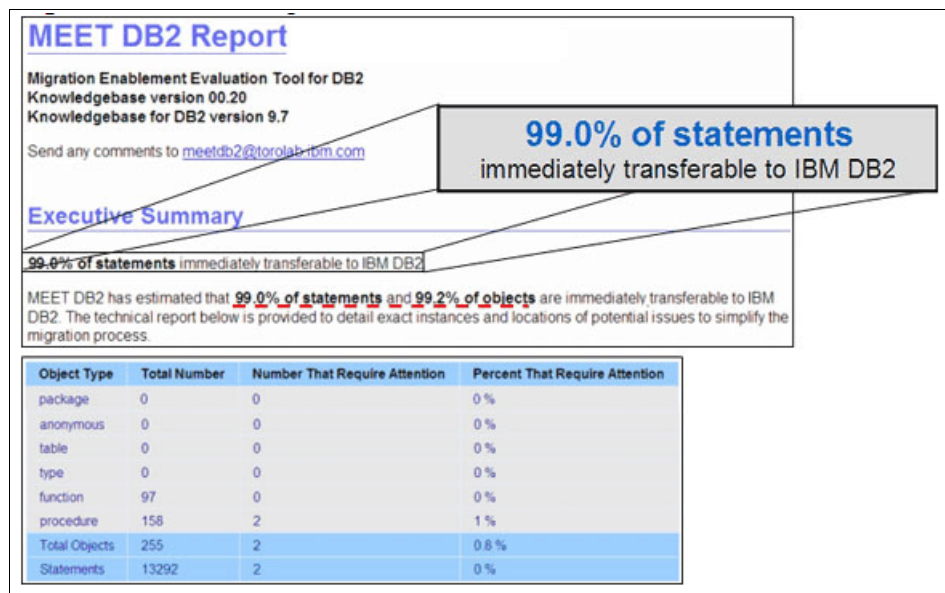 MEET DB2 Report
Migration Enablement Evaluation Tool for DB2
Knowledgebase version 00.20
Knowledgebase for DB2 version 9.7
Send any comments to meetdb2@torolab.ibm.com
99.0% of statements
immediately transferable to IBM DB2
Executive Summary
99.0% of statements immediately transferable to IBM DB2
MEET DB2 has estimated that 99.0% of statements and 99.2% of objects are immediately transferable to IBM
DB2. The technical report below is provided to detail exact instances and locations of potential issues to simplify the
migration process.
Object Type Total Number Number That Require Attention Percent That Require Attention
package 0 0 0 %
anonymous 0 0 0 %
table 0 0 0 %
type 0 0 0 %
function 97 0 0 %
procedure 158 2 1 %
Total Objects 255 2 0.8 %
Statements 13292 2 0 %